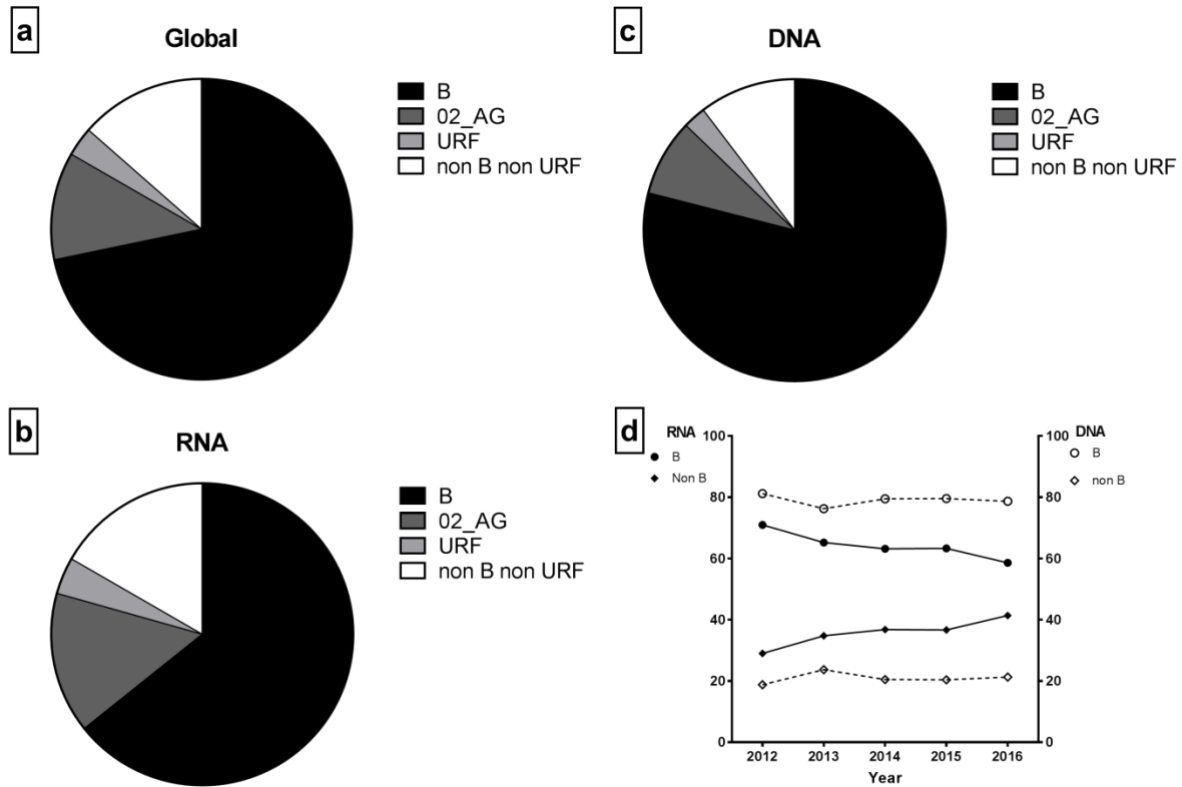 a
Global
B
02_AG
URF
non B non URF
c
DNA
B
02_AG
URF
non B non URF
b
RNA
B
02_AG
URF
non B non URF
d
RNA
B
Non B
100
80
60
40
20
0
100
80
60
40
20
0
DNA
B
non B
2012 2013 2014 2015 2016
Year